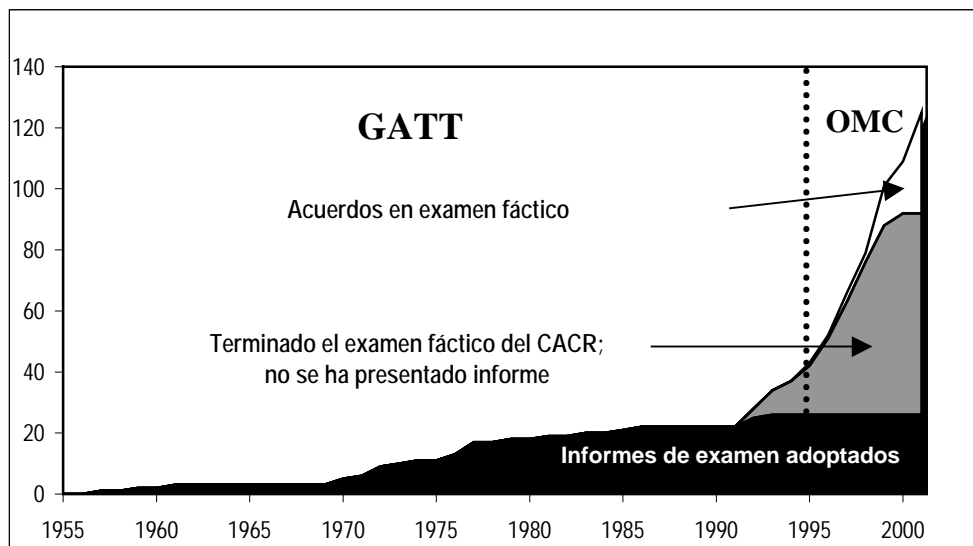 140
120
100
80
60
40
20
0
GATT
OMC
Acuerdos en examen fáctico
Terminado el examen fáctico del CACR;
no se ha presentado informe
Informes de examen adoptados
1955 1960 1965 1970 1975 1980 1985 1990 1995 2000